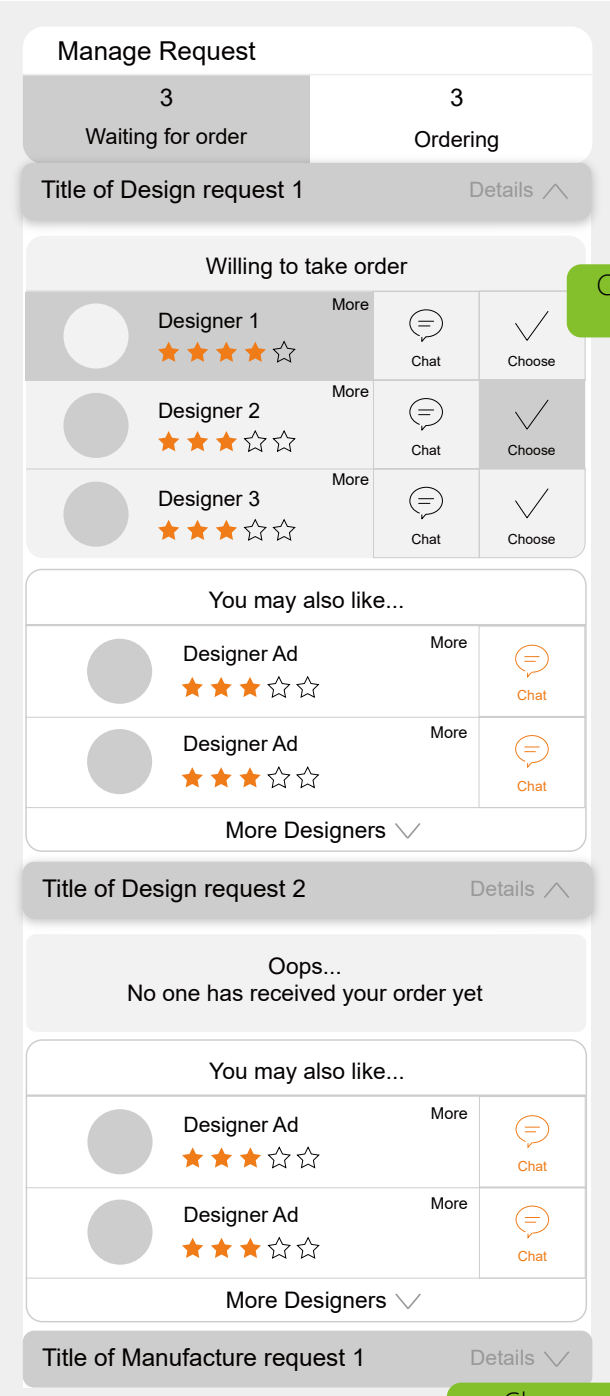 Manage Request
3
Waiting for order
3
Ordering
Title of Design request 1
Details
Willing to take order
Designer 1
More
Chat
Choose
Designer 2
More
Chat
Choose
Designer 3
More
Chat
Choose
You may also like...
Designer Ad
More
Chat
Designer Ad
More
Chat
More Designers
Title of Design request 2
Details
Oops...
No one has received your order yet
You may also like...
Designer Ad
More
Chat
Designer Ad
More
Chat
More Designers
Title of Manufacture request 1
Details